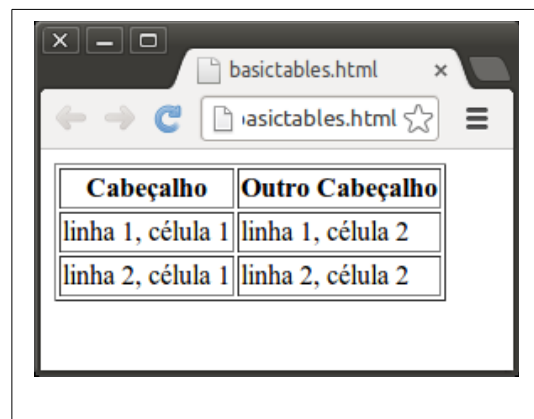 basictables.html
asictables.html
Cabeçalho Outro Cabeçalho
linha 1, célula 1 linha 1, célula 2
linha 2, célula 1 linha 2, célula 2